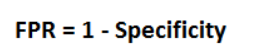 FPR = 1 - Specificity